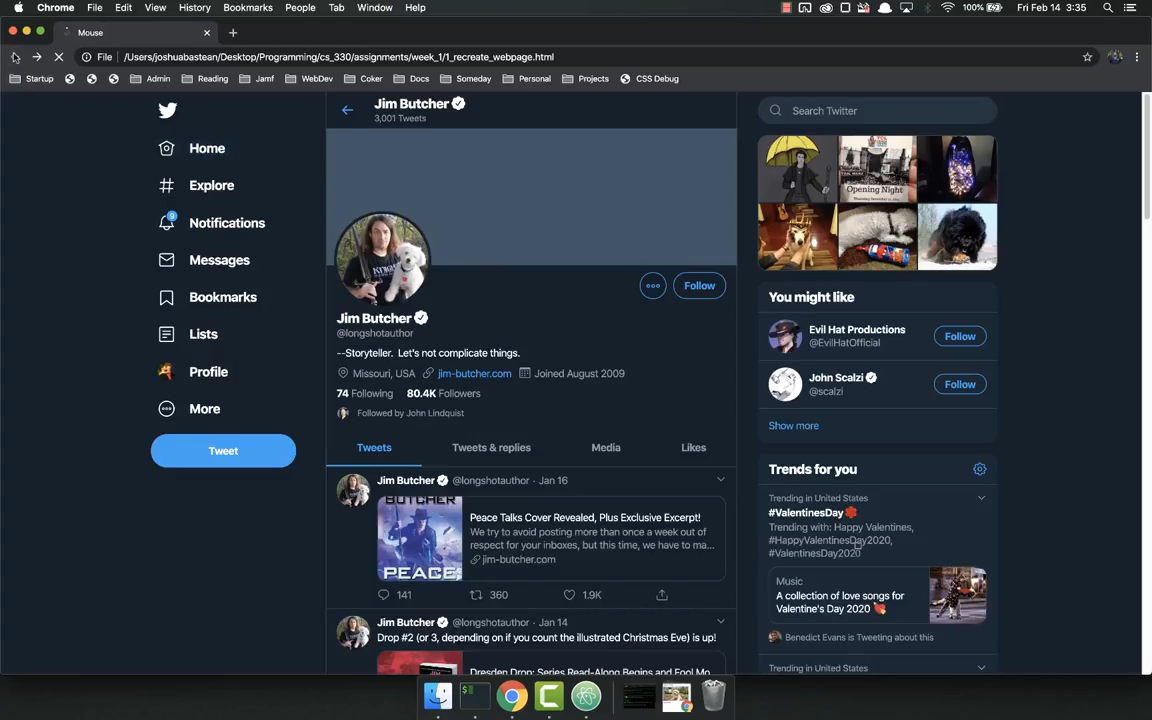 Chrome File Edit View History Bookmarks People Tab Window Help 100% Fri Feb 14 3:35
Mouse
File /Users/joshuabastean/Desktop/Programming/cs_330/assignments/week_1/1_recreate_webpage.html
Startup Admin Reading Jamf WebDev Coker Docs Someday Personal Projects CSS Debug
Home
Explore
9
Notifications
Messages
Bookmarks
Lists
Profile
More
Tweet
Jim Butcher
3,001 Tweets
Follow
Jim Butcher
@longshotauthor
--Storyteller. Let's not complicate things.
Missouri, USA jim-butcher.com Joined August 2009
74 Following 80.4K Followers
Followed by John Lindquist
Tweets Tweets & replies Media Likes
Jim Butcher @longshotauthor · Jan 16
BUTCHER
PEACE
Peace Talks Cover Revealed, Plus Exclusive Excerpt!
We try to avoid posting more than once a week out of
respect for your inboxes, but this time, we have to ma...
jim-butcher.com
141 360 1.9K
Jim Butcher @longshotauthor · Jan 14
Drop #2 (or 3, depending on if you count the illustrated Christmas Eve) is up!
Dresden Drop: Series Read-Along Begins and Fool Mo...
Search Twitter
Opening Night
You might like
Evil Hat Productions
@EvilHatOfficial
Follow
John Scalzi
@scalzi
Follow
Show more
Trends for you
Trending in United States
#ValentinesDay
Trending with: Happy Valentines,
#HappyValentinesDay2020,
#ValentinesDay2020
Music
A collection of love songs for
Valentine's Day 2020
Benedict Evans is Tweeting about this
Trending in United States